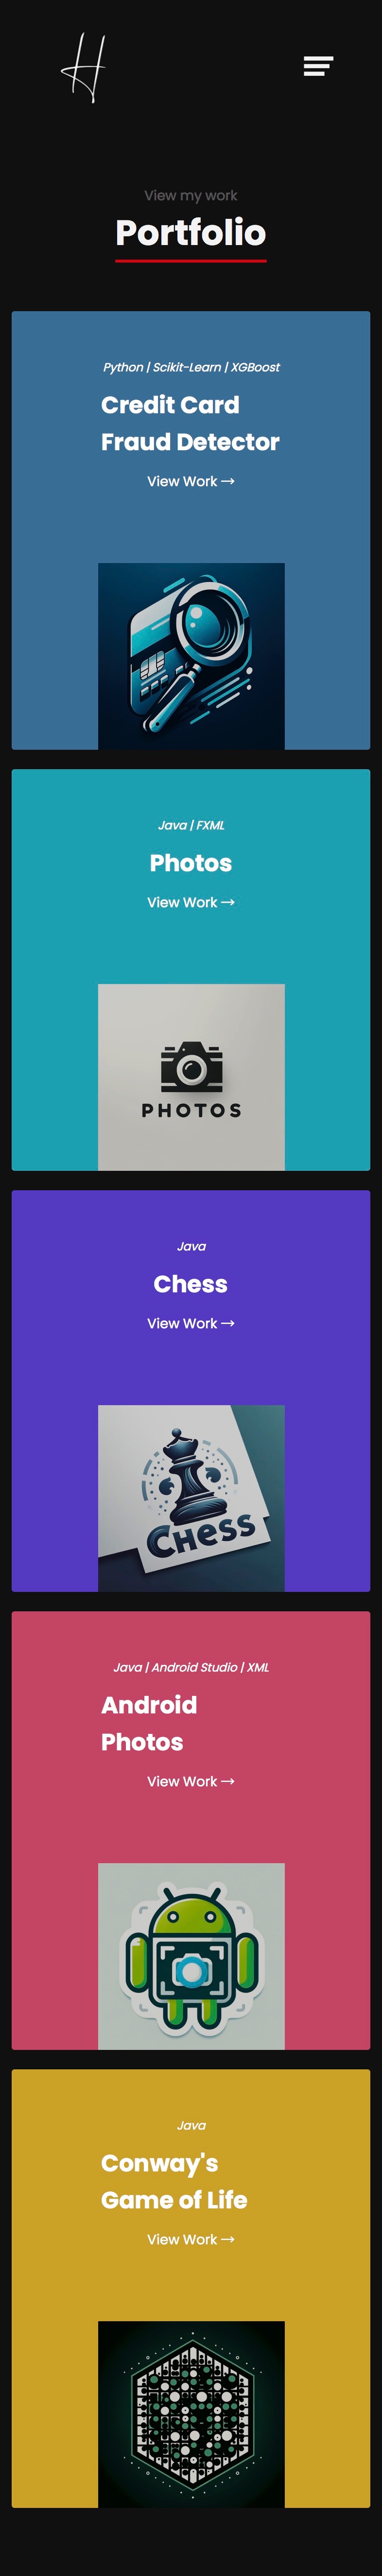 H
View my work
Portfolio
Python | Scikit-Learn | XGBoost
Credit Card
Fraud Detector
View Work →
Java | FXML
Photos
View Work →
PHOTOS
Java
Chess
View Work →
CHESS
Java | Android Studio | XML
Android
Photos
View Work →
Java
Conway's
Game of Life
View Work →